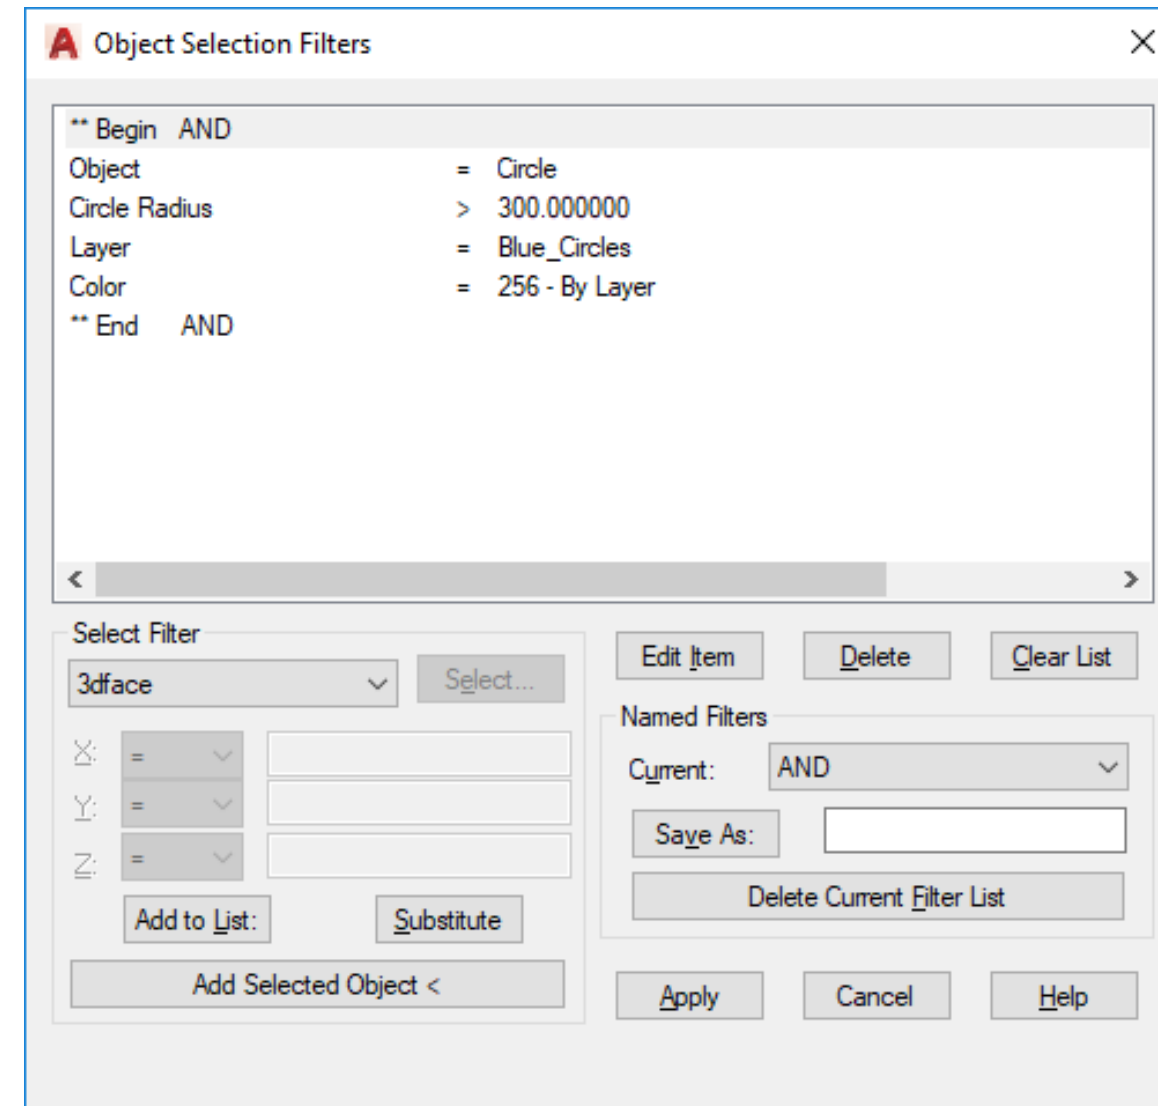 Object Selection Filters
** Begin AND
Object = Circle
Circle Radius > 300.000000
Layer = Blue_Circles
Color = 256 - By Layer
** End AND
Select Filter
3dface Select...
X: =
Y: =
Z: =
Add to List: Substitute
Add Selected Object <
Edit Item Delete Clear List
Named Filters
Current: AND
Save As:
Delete Current Filter List
Apply Cancel Help